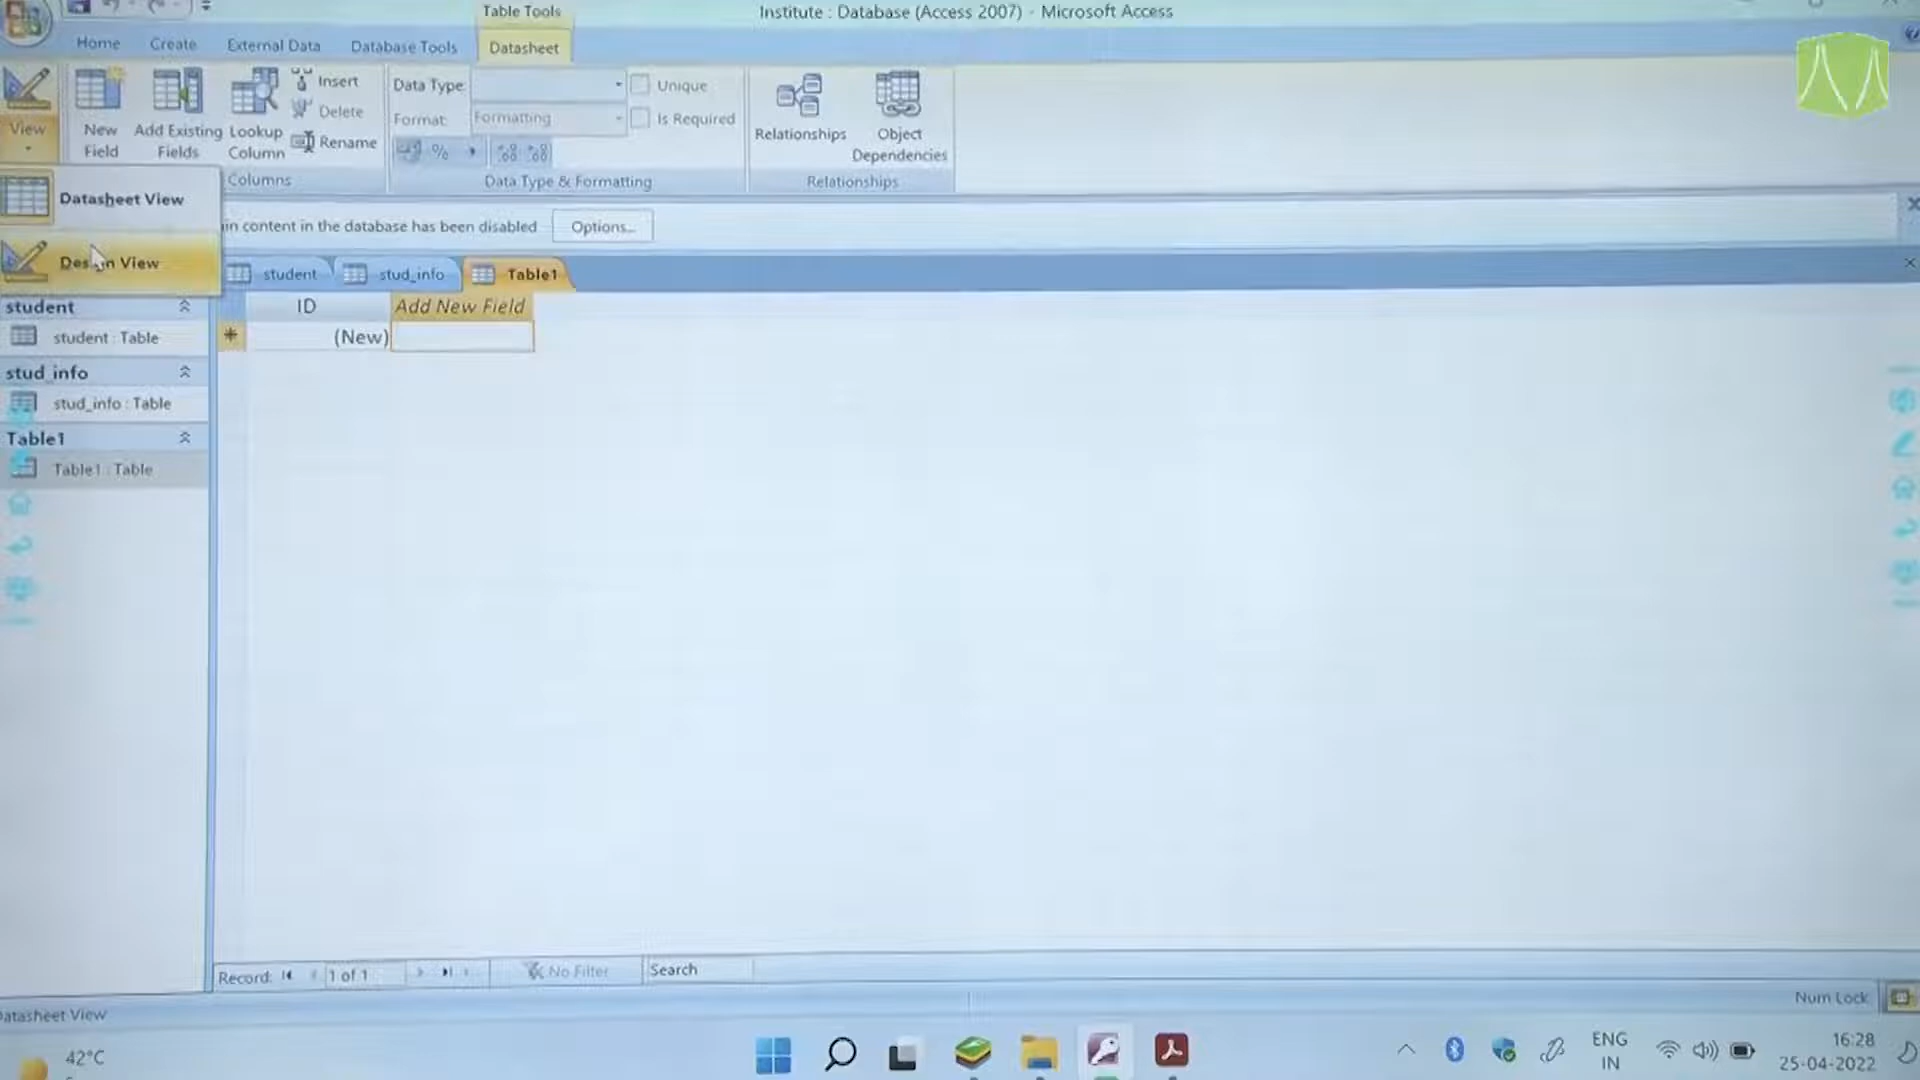 Table Tools
Institute : Database (Access 2007) - Microsoft Access
Home Create External Data Database Tools Datasheet
View
New Field
Add Existing Fields
Lookup Column
Insert
Delete
Rename
Data Type:
Format: Formatting
%
Unique
Is Required
Relationships
Object Dependencies
Columns
Data Type & Formatting
Relationships
Datasheet View
Design View
in content in the database has been disabled Options...
student stud_info Table1
ID Add New Field
* (New)
student
student : Table
stud_info
stud_info : Table
Table1
Table1 : Table
Record: 1 of 1 No Filter Search
Datasheet View
Num Lock
42°C
ENG
IN
16:28
25-04-2022